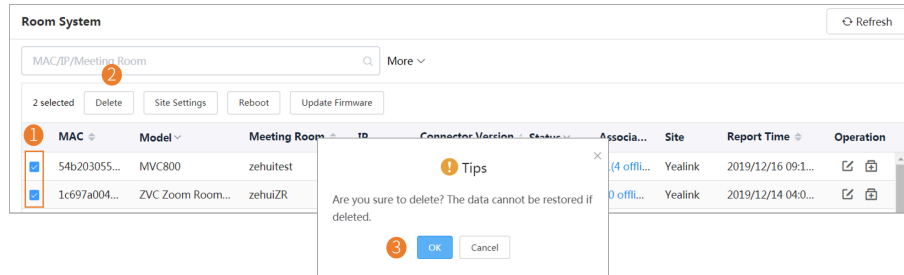 Room System
Refresh
MAC/IP/Meeting Room
More
2
2 selected Delete Site Settings Reboot Update Firmware
1
MAC Model Meeting Room IP Connector Version Status Associa... Site Report Time Operation
54b203055... MVC800 zehuitest (4 offli... Yealink 2019/12/16 09:1...
1c697a004... ZVC Zoom Room... zehuiZR 0 offli... Yealink 2019/12/14 04:0...
Tips
Are you sure to delete? The data cannot be restored if
deleted.
3 OK Cancel